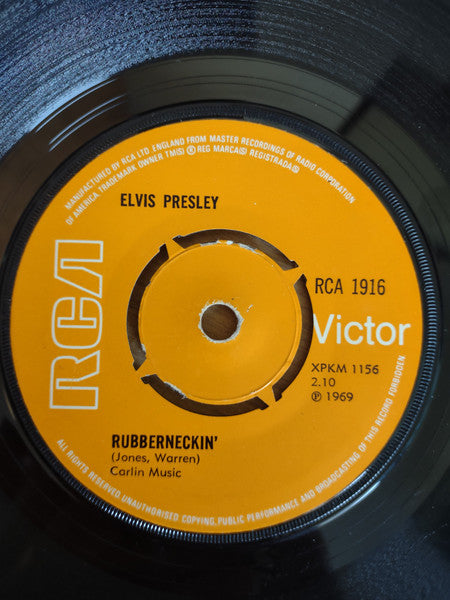 MANUFACTURED BY RCA LTD. ENGLAND FROM MASTER RECORDINGS OF RADIO CORPORATION
OF AMERICA TRADEMARK OWNER TM(S) ® REG MARCA(S) REGISTRADA(S)
ELVIS PRESLEY
RCA
RCA 1916
Victor
XPKM 1156
2.10
℗ 1969
RUBBERNECKIN'
(Jones, Warren)
Carlin Music
ALL RIGHTS RESERVED. UNAUTHORISED COPYING, PUBLIC PERFORMANCE AND BROADCASTING OF THIS RECORD FORBIDDEN